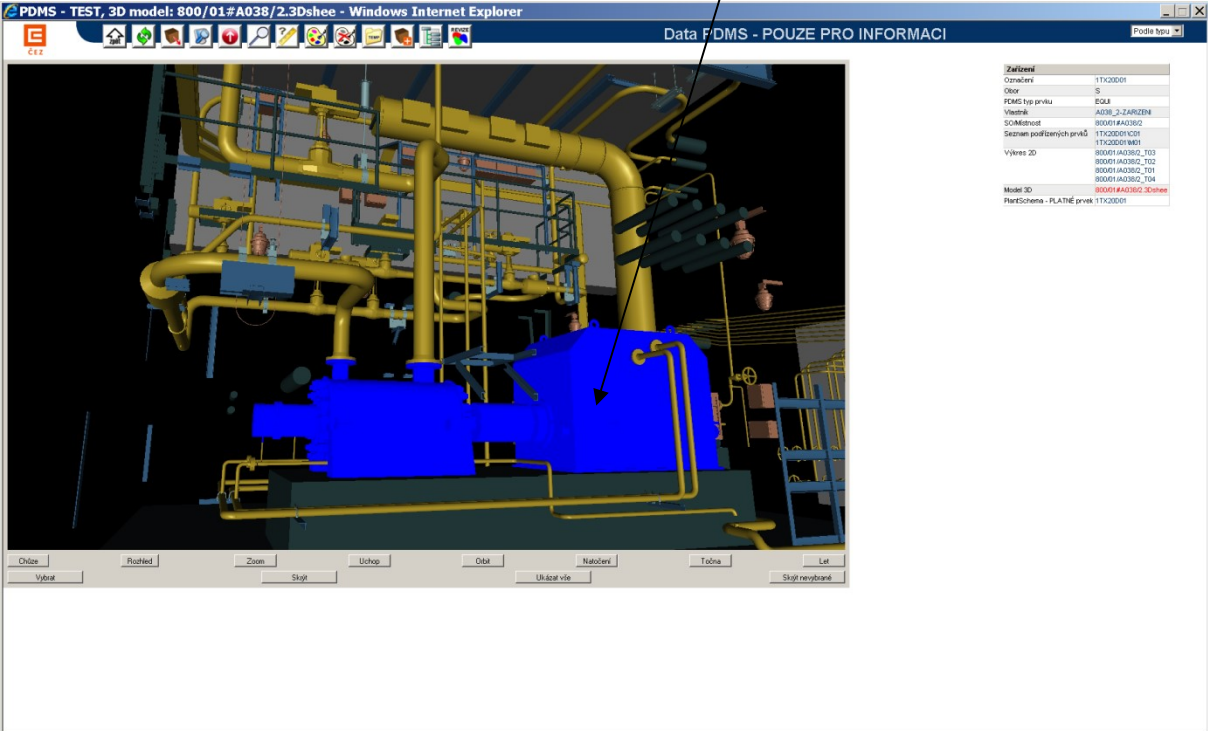 PDMS - TEST, 3D model: 800/01#A038/2.3Dshee - Windows Internet Explorer
ČEZ
Zpět
TEMP
REVIZE
Data PDMS - POUZE PRO INFORMACI
Podle typu
Zařízení
Označení 1TX20D01
Obor S
PDMS typ prvku EQUI
Vlastník A038_2-ZARIZENI
SO/Místnost 800/01#A038/2
Seznam podřízených prvků 1TX20D01\C01
1TX20D01\M01
Výkres 2D 800/01/A038/2_T03
800/01/A038/2_T02
800/01/A038/2_T01
800/01/A038/2_T04
Model 3D 800/01#A038/2.3Dshee
PlantSchema - PLATNÉ prvek 1TX20D01
Chůze Rozhled Zoom Uchop Orbit Natočení Točna Let
Vybrat Skrýt Ukázat vše Skrýt nevybrané